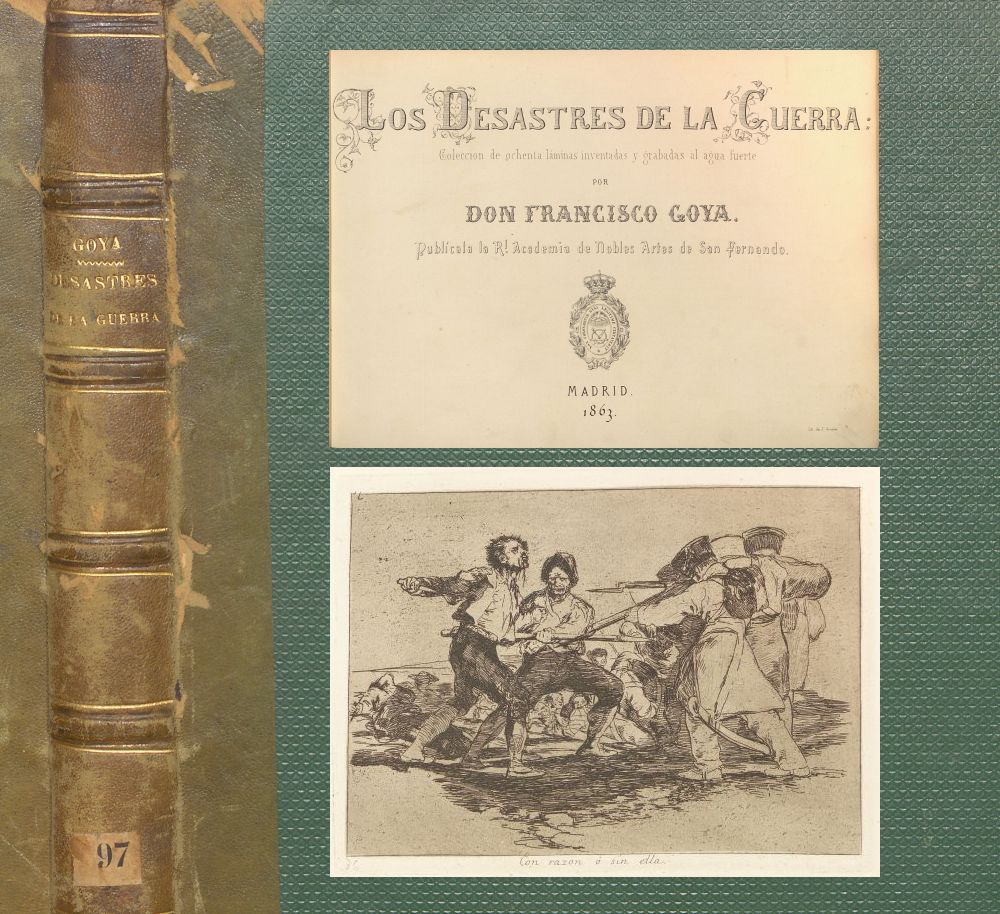 GOYA
DESASTRES
DE LA GUERRA
97
LOS DESASTRES DE LA GUERRA:
Coleccion de ochenta láminas inventadas y grabadas al agua fuerte
POR
DON FRANCISCO GOYA.
Publícala la Rl. Academia de Nobles Artes de San Fernando.
MADRID.
1863.
Con razon ó sin ella.